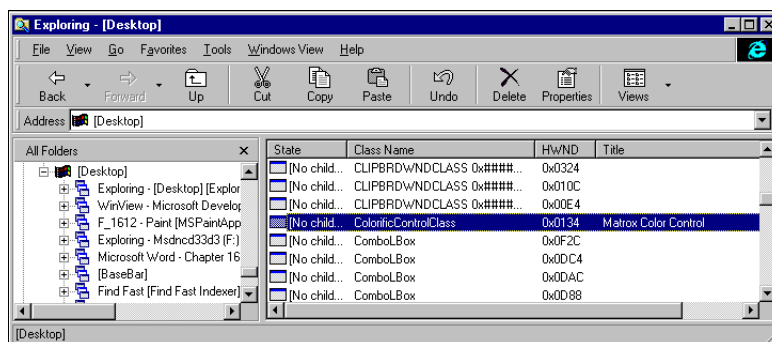 Exploring - [Desktop]
File View Go Favorites Tools Windows View Help
Back Forward Up Cut Copy Paste Undo Delete Properties Views
Address [Desktop]
All Folders
[Desktop]
Exploring - [Desktop] [Explor
WinView - Microsoft Develop
F_1612 - Paint [MSPaintApp
Exploring - Msdncd33d3 (F:)
Microsoft Word - Chapter 16
[BaseBar]
Find Fast [Find Fast Indexer]
State Class Name HWND Title
[No child... CLIPBRDWNDCLASS 0x####... 0x0324
[No child... CLIPBRDWNDCLASS 0x####... 0x010C
[No child... CLIPBRDWNDCLASS 0x####... 0x00E4
[No child... ColorificControlClass 0x0134 Matrox Color Control
[No child... ComboLBox 0x0F2C
[No child... ComboLBox 0x0DC4
[No child... ComboLBox 0x0DAC
[No child... ComboLBox 0x0D88
[Desktop]